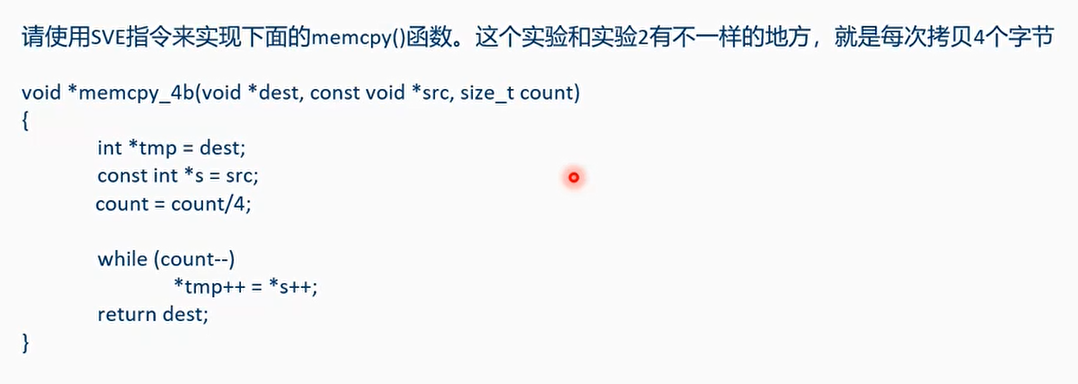 请使用SVE指令来实现下面的memcpy()函数。这个实验和实验2有不一样的地方，就是每次拷贝4个字节
void *memcpy_4b(void *dest, const void *src, size_t count)
{
int *tmp = dest;
const int *s = src;
count = count/4;
while (count--)
*tmp++ = *s++;
return dest;
}